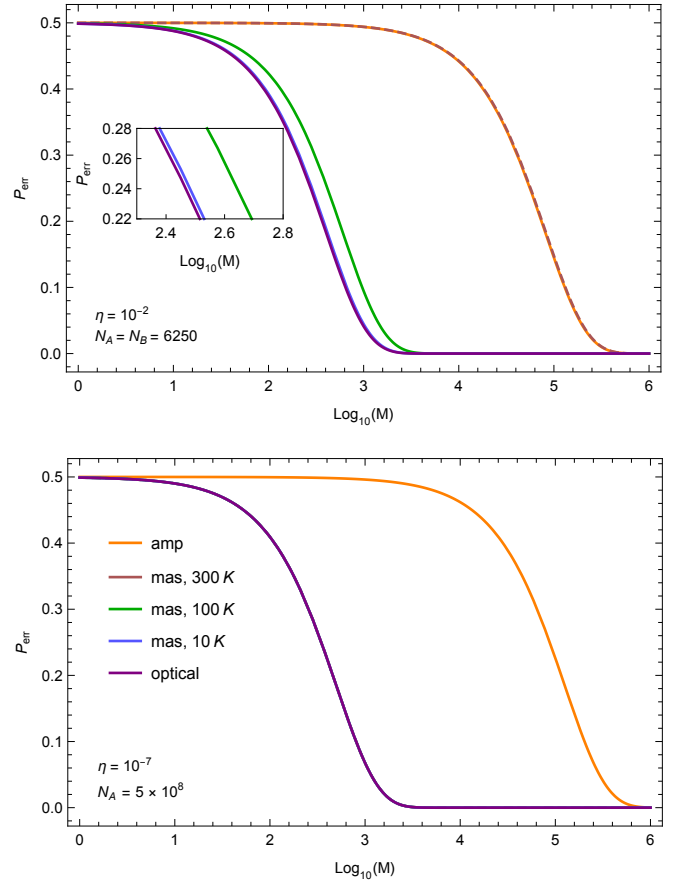 0.5
0.4
0.3
0.2
0.1
0.0
P_err
0.28
0.26
0.24
0.22
P_err
2.4 2.6 2.8
Log₁₀(M)
η = 10⁻²
N_A = N_B = 6250
0 1 2 3 4 5 6
Log₁₀(M)
0.5
0.4
0.3
0.2
0.1
0.0
P_err
amp
mas, 300 K
mas, 100 K
mas, 10 K
optical
η = 10⁻⁷
N_A = 5 × 10⁸
0 1 2 3 4 5 6
Log₁₀(M)